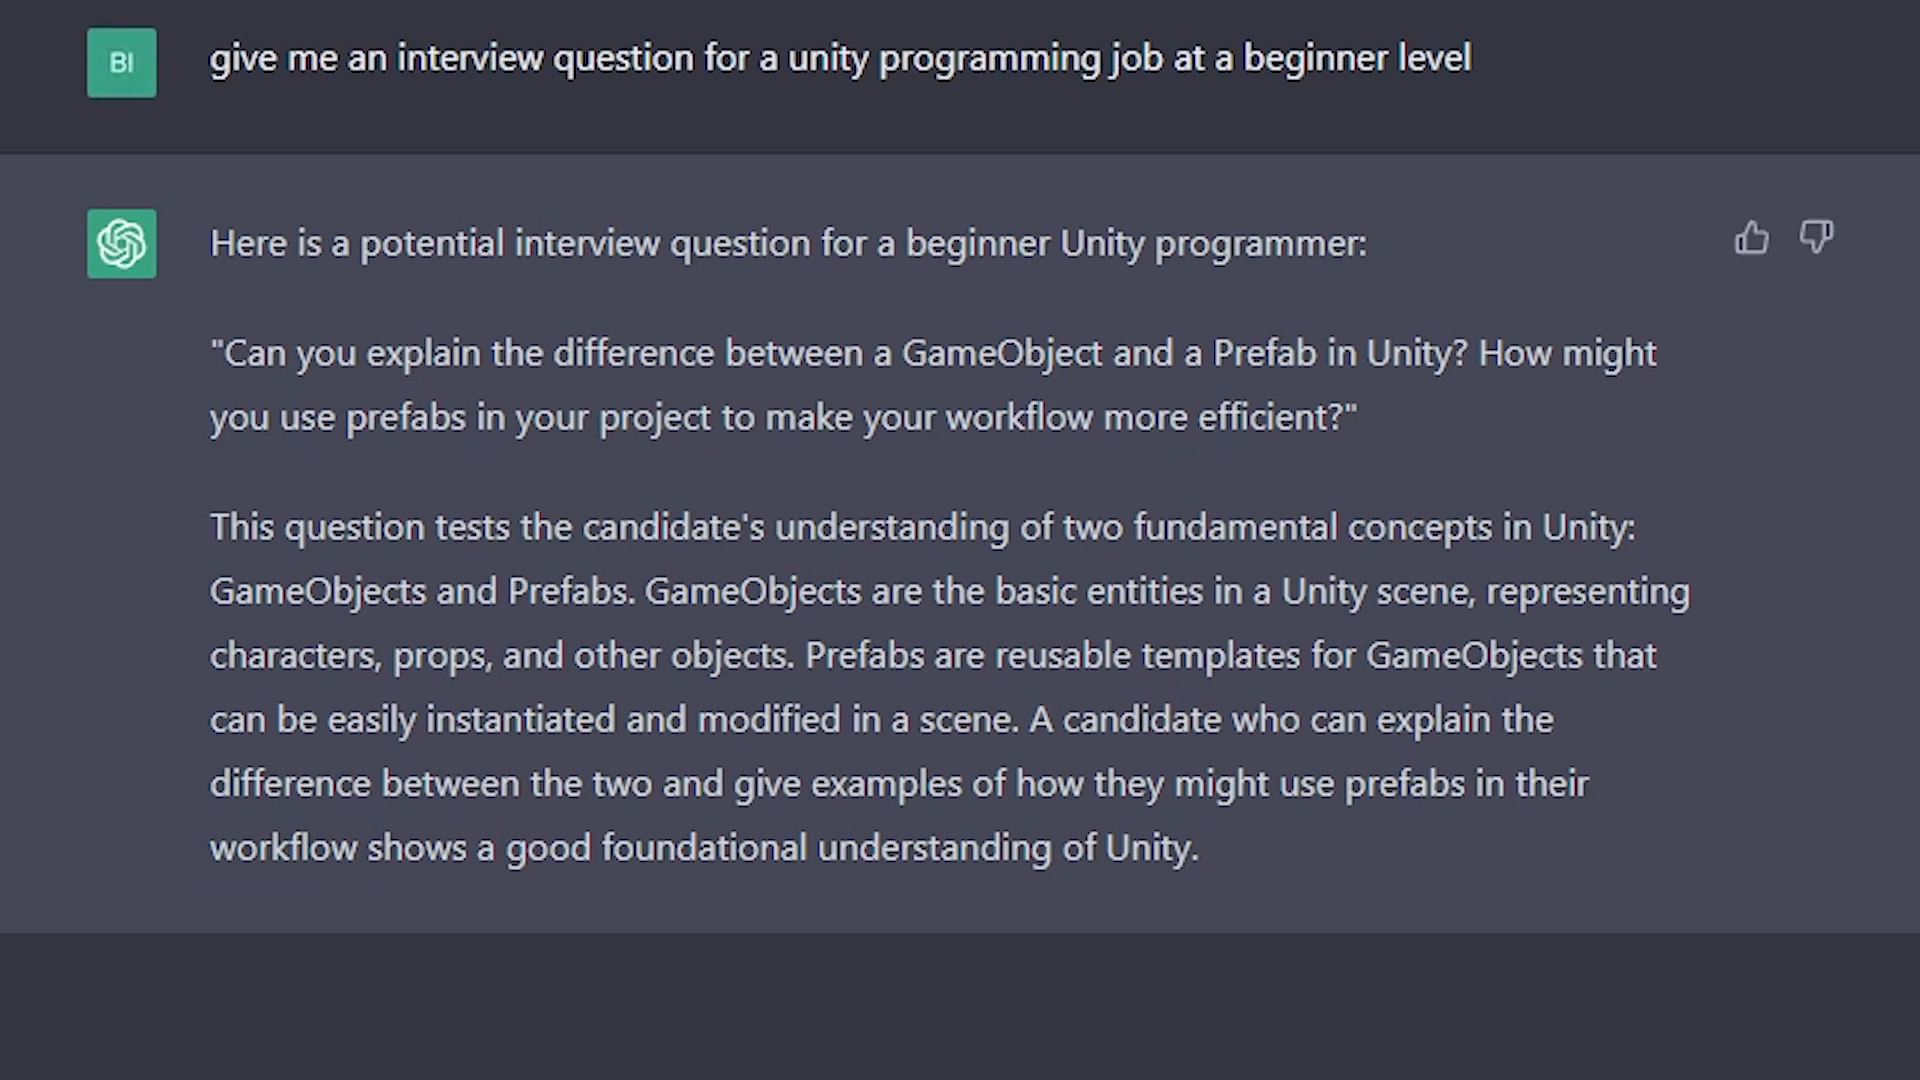 BI
give me an interview question for a unity programming job at a beginner level
Here is a potential interview question for a beginner Unity programmer:
"Can you explain the difference between a GameObject and a Prefab in Unity? How might
you use prefabs in your project to make your workflow more efficient?"
This question tests the candidate's understanding of two fundamental concepts in Unity:
GameObjects and Prefabs. GameObjects are the basic entities in a Unity scene, representing
characters, props, and other objects. Prefabs are reusable templates for GameObjects that
can be easily instantiated and modified in a scene. A candidate who can explain the
difference between the two and give examples of how they might use prefabs in their
workflow shows a good foundational understanding of Unity.